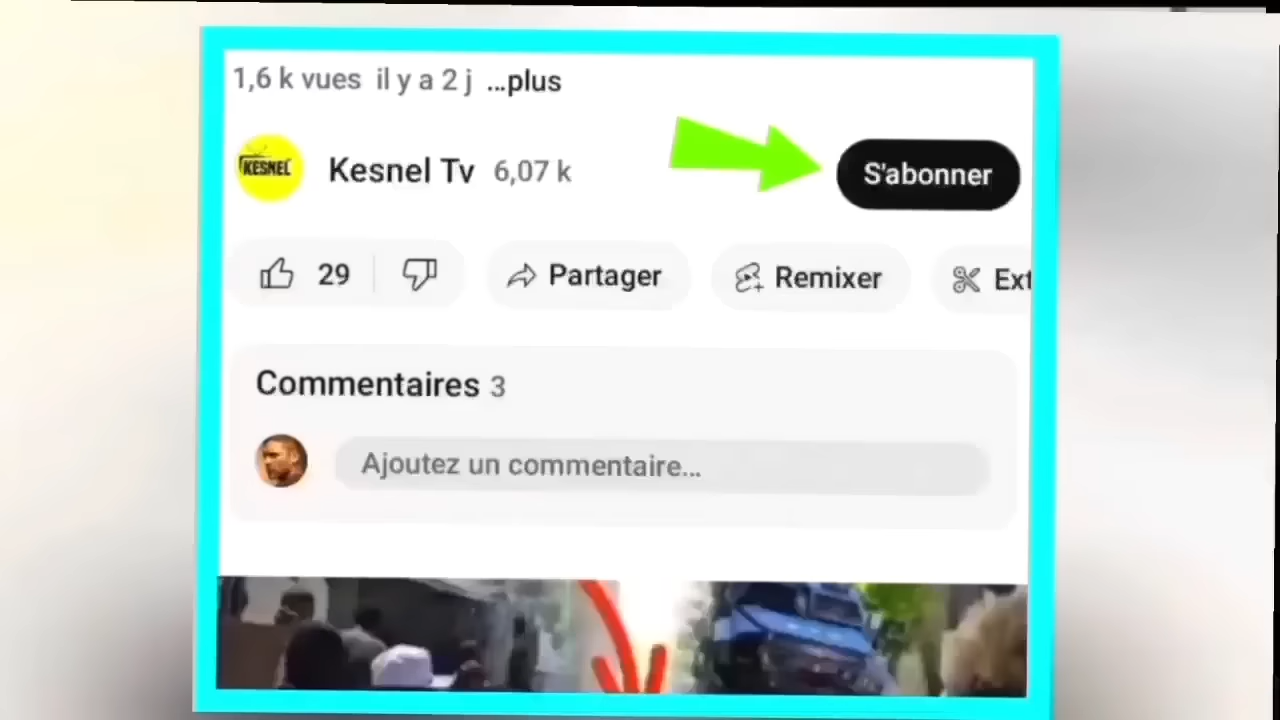 1,6 k vues il y a 2 j ...plus
KESNEL
Kesnel Tv 6,07 k
S'abonner
29
Partager
Remixer
Ext
Commentaires 3
Ajoutez un commentaire...